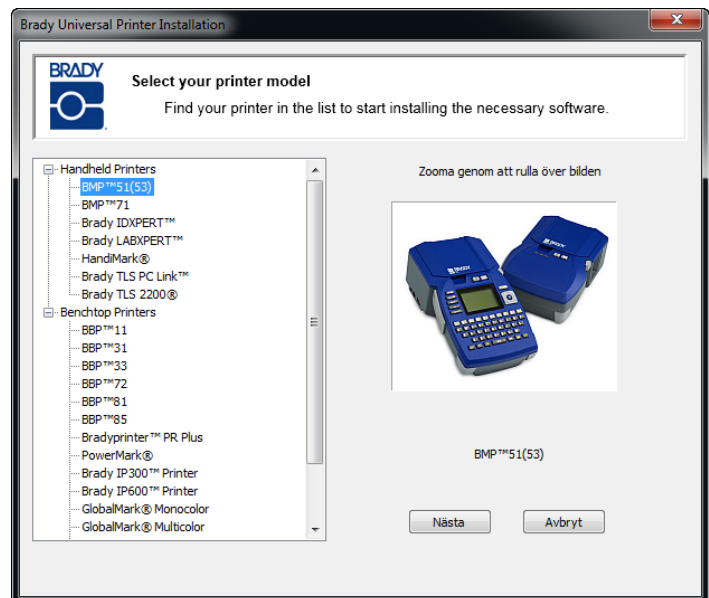 Brady Universal Printer Installation
BRADY
Select your printer model
Find your printer in the list to start installing the necessary software.
Handheld Printers
BMP™51(53)
BMP™71
Brady IDXPERT™
Brady LABXPERT™
HandiMark®
Brady TLS PC Link™
Brady TLS 2200®
Benchtop Printers
BBP™11
BBP™31
BBP™33
BBP™72
BBP™81
BBP™85
Bradyprinter™ PR Plus
PowerMark®
Brady IP300™ Printer
Brady IP600™ Printer
GlobalMark® Monocolor
GlobalMark® Multicolor
Zooma genom att rulla över bilden
BRADY
BMP™51(53)
Nästa
Avbryt